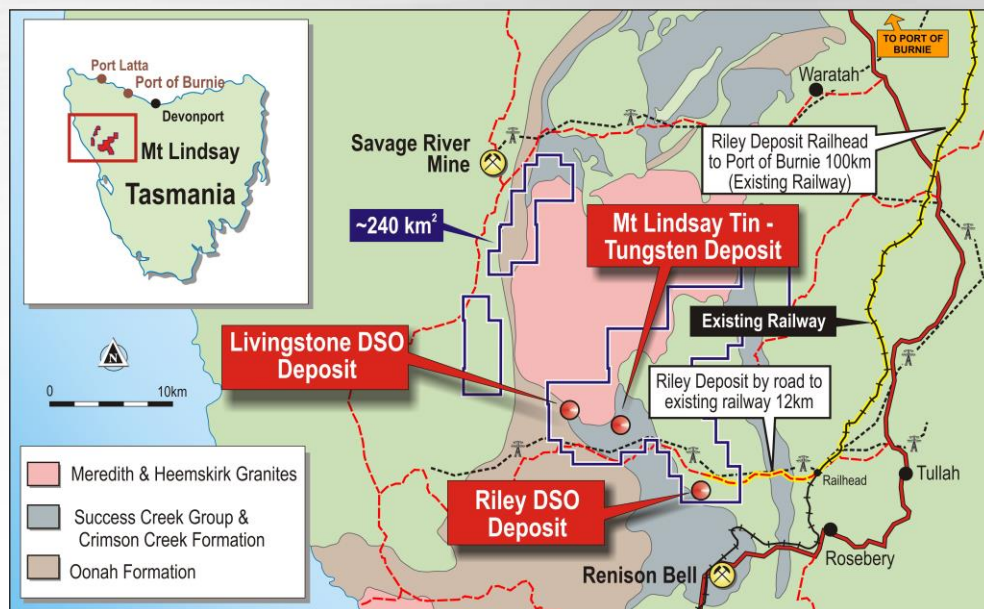 Port Latta
Port of Burnie
Devonport
Mt Lindsay
Tasmania
TO PORT OF
BURNIE
Waratah
Savage River
Mine
Riley Deposit Railhead
to Port of Burnie 100km
(Existing Railway)
~240 km²
Mt Lindsay Tin -
Tungsten Deposit
Existing Railway
Livingstone DSO
Deposit
N
0
10km
Riley Deposit by road to
existing railway 12km
Meredith & Heemskirk Granites
Success Creek Group &
Crimson Creek Formation
Oonah Formation
Riley DSO
Deposit
Railhead
Tullah
Rosebery
Renison Bell